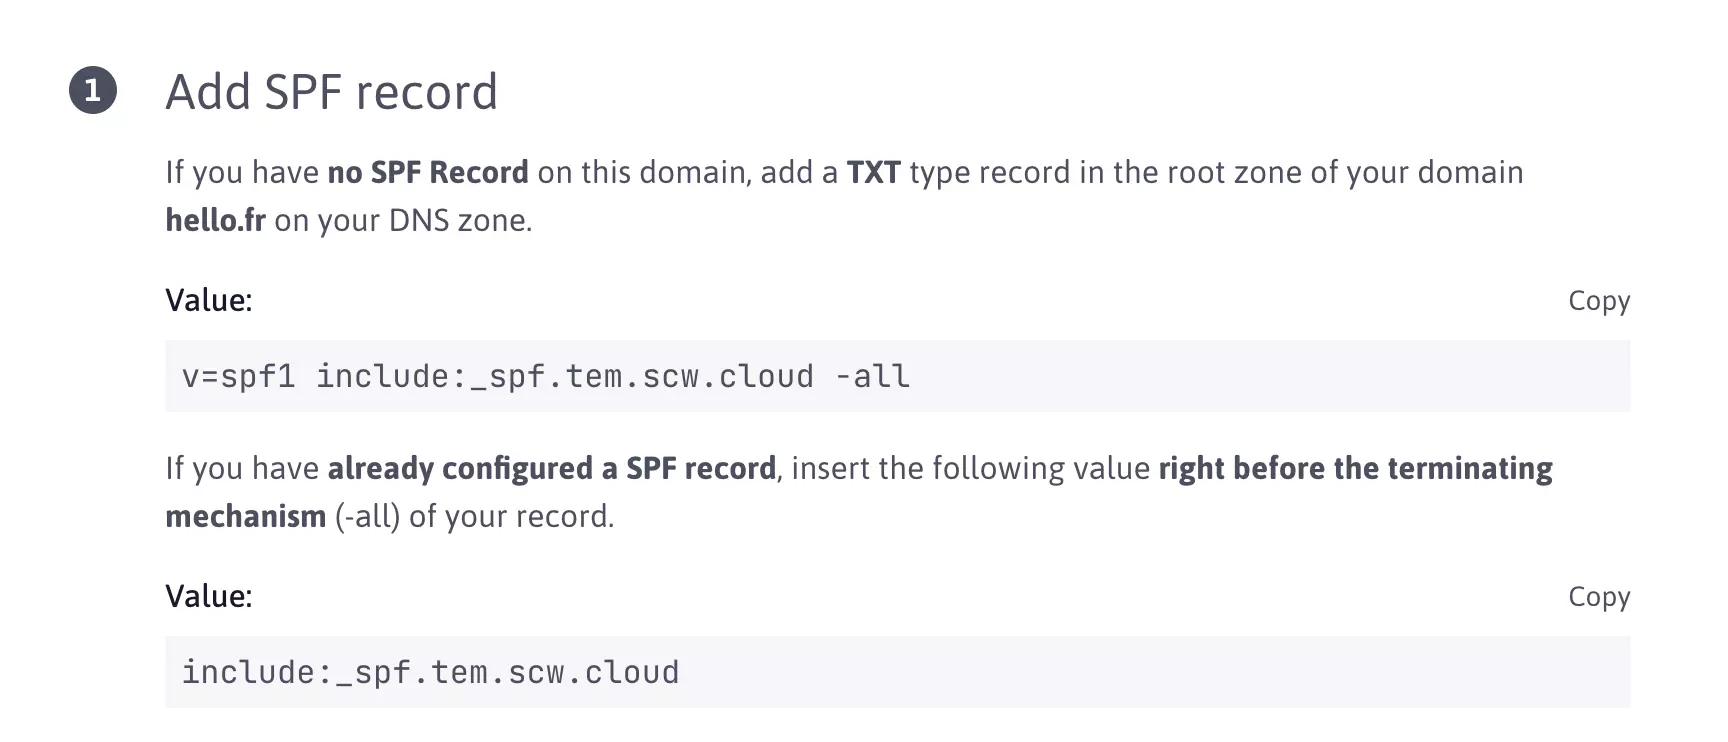 1 Add SPF record
If you have no SPF Record on this domain, add a TXT type record in the root zone of your domain
hello.fr on your DNS zone.
Value: Copy
v=spf1 include:_spf.tem.scw.cloud -all
If you have already configured a SPF record, insert the following value right before the terminating
mechanism (-all) of your record.
Value: Copy
include:_spf.tem.scw.cloud